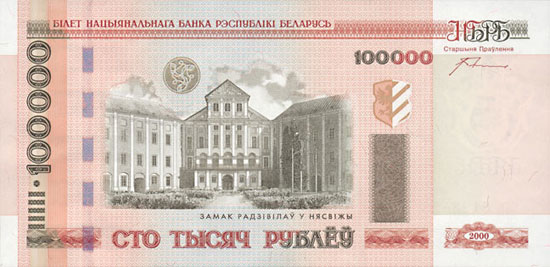 БІЛЕТ НАЦЫЯНАЛЬНАГА БАНКА РЭСПУБЛІКІ БЕЛАРУСЬ
НБРБ
Старшыня Праўлення
100000
100000
ЗАМАК РАДЗІВІЛАЎ У НЯСВІЖЫ
СТО ТЫСЯЧ РУБЛЁЎ
2000